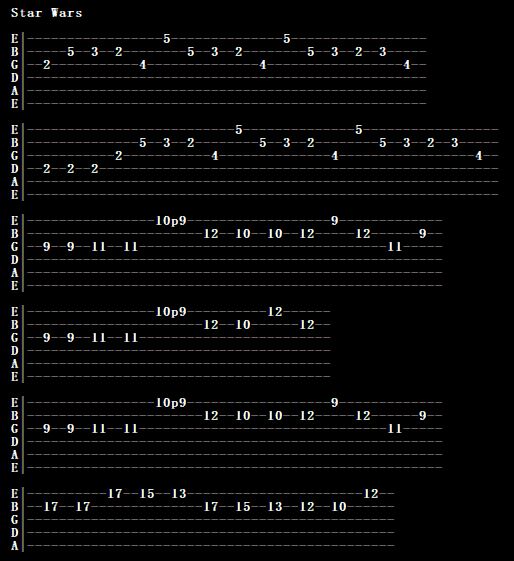 Star Wars
E|-----------------5--------------5-----------------
B|-----5--3--2--------5--3--2--------5--3--2--3-----
G|--2-----------4--------------4-----------------4--
D|--------------------------------------------------
A|--------------------------------------------------
E|--------------------------------------------------
E|--------------------------5--------------5-----------------
B|--------------5--3--2--------5--3--2--------5--3--2--3-----
G|-----------2-----------4--------------4-----------------4--
D|--2--2--2--------------------------------------------------
A|-----------------------------------------------------------
E|-----------------------------------------------------------
E|----------------10p9------------------9-------------
B|----------------------12--10--10--12-----12------9--
G|--9--9--11--11-------------------------------11-----
D|----------------------------------------------------
A|----------------------------------------------------
E|----------------------------------------------------
E|----------------10p9----------12------
B|----------------------12--10------12--
G|--9--9--11--11------------------------
D|--------------------------------------
A|--------------------------------------
E|--------------------------------------
E|----------------10p9------------------9-------------
B|----------------------12--10--10--12-----12------9--
G|--9--9--11--11-------------------------------11-----
D|----------------------------------------------------
A|----------------------------------------------------
E|----------------------------------------------------
E|----------17--15--13----------------------12--
B|--17--17--------------17--15--13--12--10------
G|----------------------------------------------
D|----------------------------------------------
A|----------------------------------------------